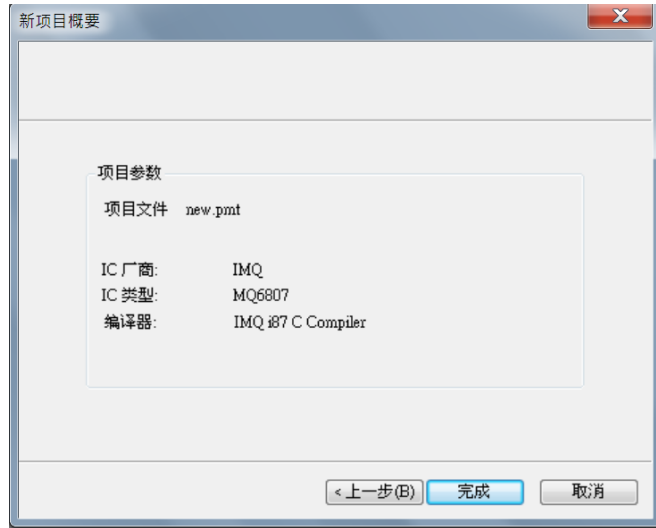 新项目概要
项目参数
项目文件 new.pmt
IC 厂商: IMQ
IC 类型: MQ6807
编译器: IMQ i87 C Compiler
<上一步(B) 完成 取消